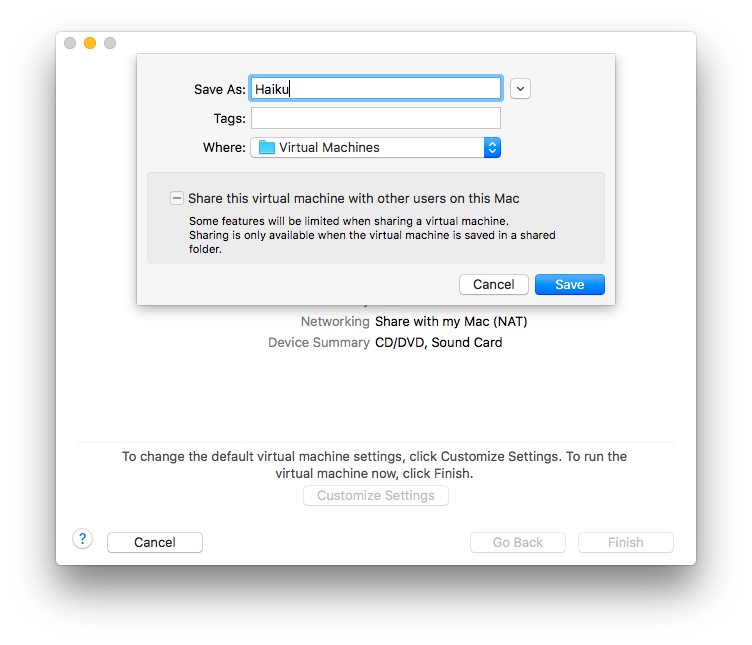 Save As: Haiku
Tags:
Where: Virtual Machines
Share this virtual machine with other users on this Mac
Some features will be limited when sharing a virtual machine.
Sharing is only available when the virtual machine is saved in a shared
folder.
Cancel Save
Networking Share with my Mac (NAT)
Device Summary CD/DVD, Sound Card
To change the default virtual machine settings, click Customize Settings. To run the
virtual machine now, click Finish.
Customize Settings
? Cancel Go Back Finish